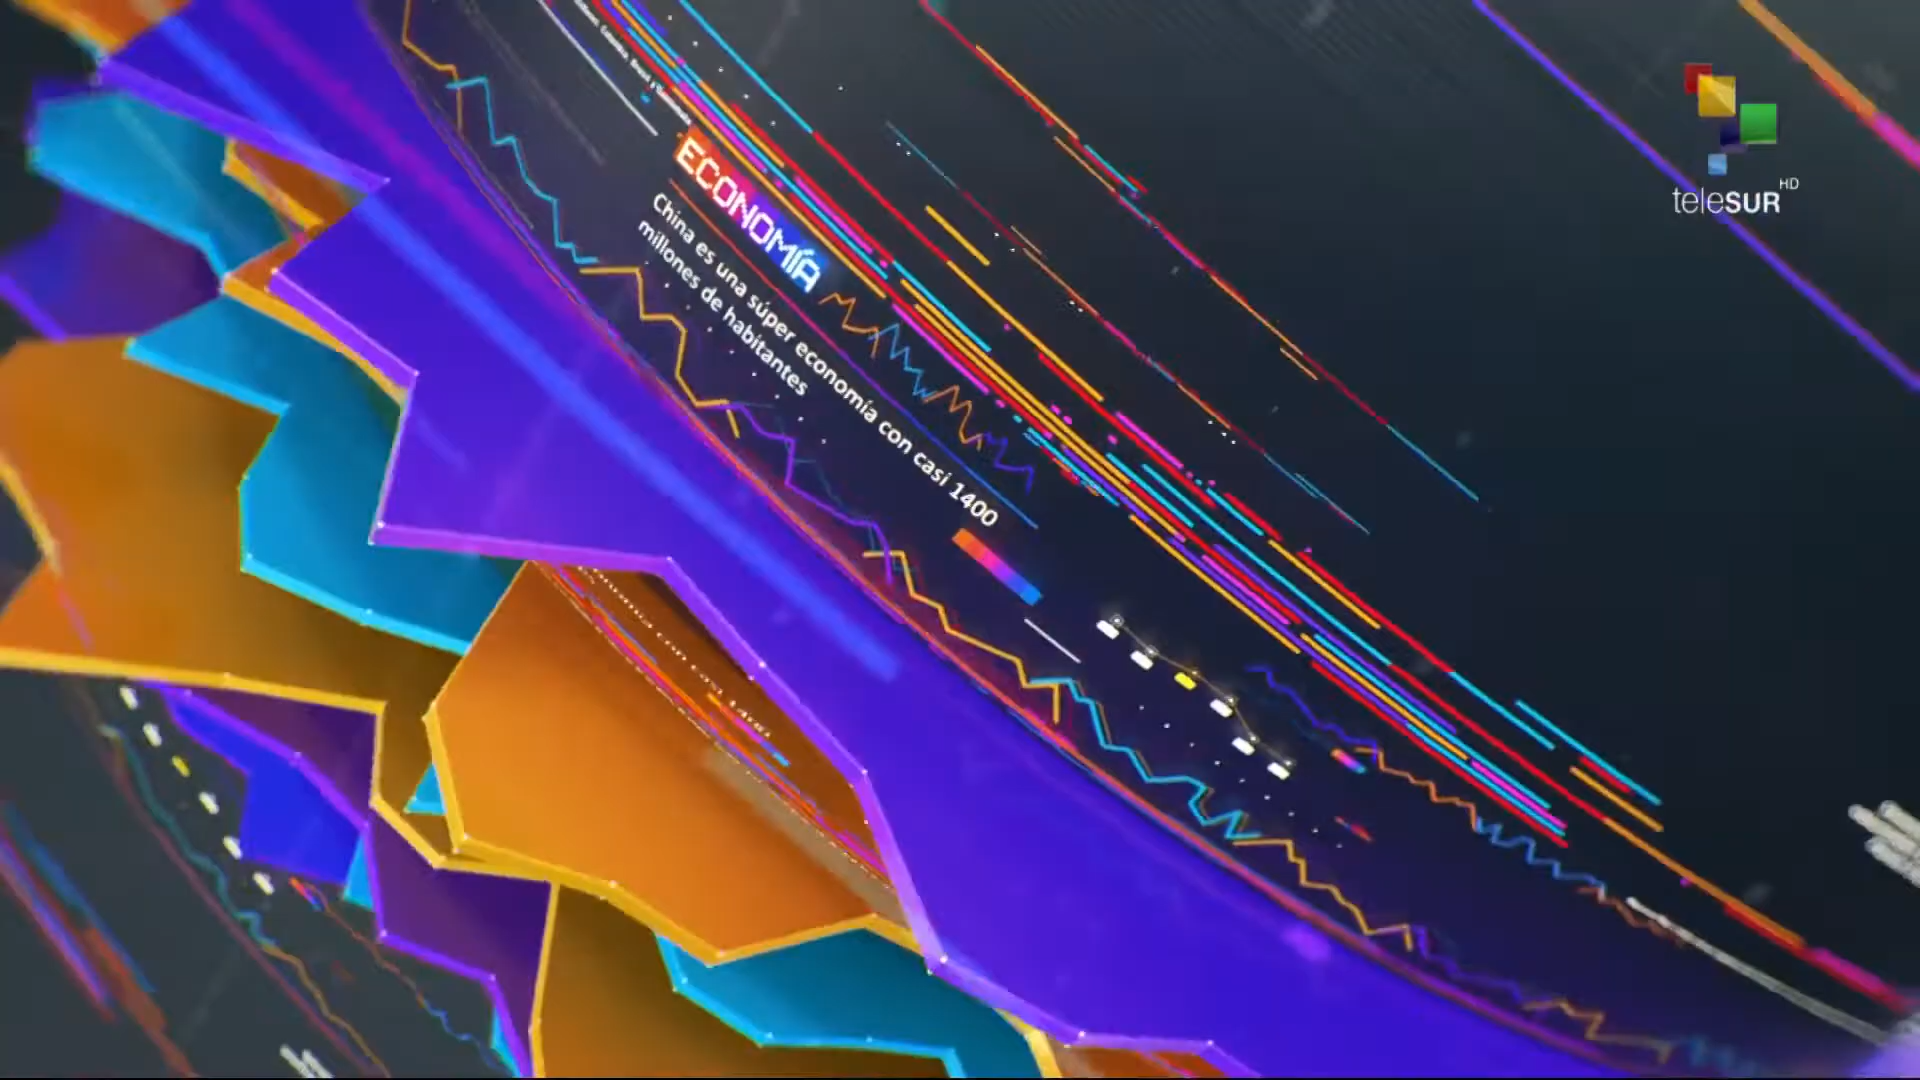 ECONOMÍA
China es una súper economía con casi 1400
millones de habitantes
teleSUR HD